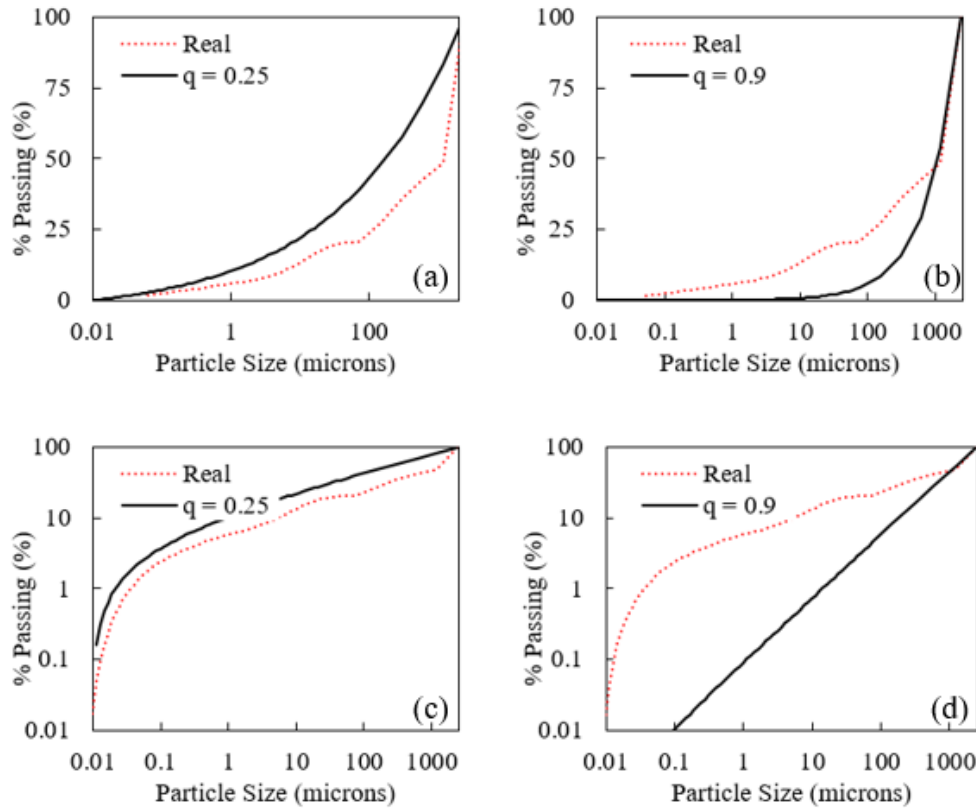 100
75
50
25
0
% Passing (%)
Real
q = 0.25
(a)
0.01 1 100
Particle Size (microns)
100
75
50
25
0
% Passing (%)
Real
q = 0.9
(b)
0.01 0.1 1 10 100 1000
Particle Size (microns)
100
10
1
0.1
0.01
% Passing (%)
Real
q = 0.25
(c)
0.01 0.1 1 10 100 1000
Particle Size (microns)
100
10
1
0.1
0.01
% Passing (%)
Real
q = 0.9
(d)
0.01 0.1 1 10 100 1000
Particle Size (microns)